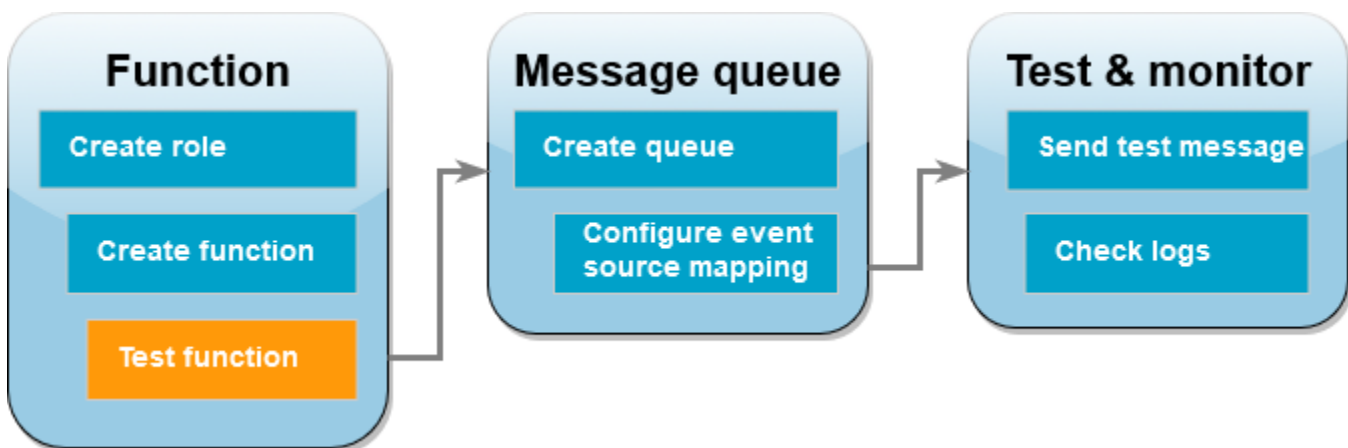 Function
Create role
Create function
Test function
Message queue
Create queue
Configure event
source mapping
Test & monitor
Send test message
Check logs